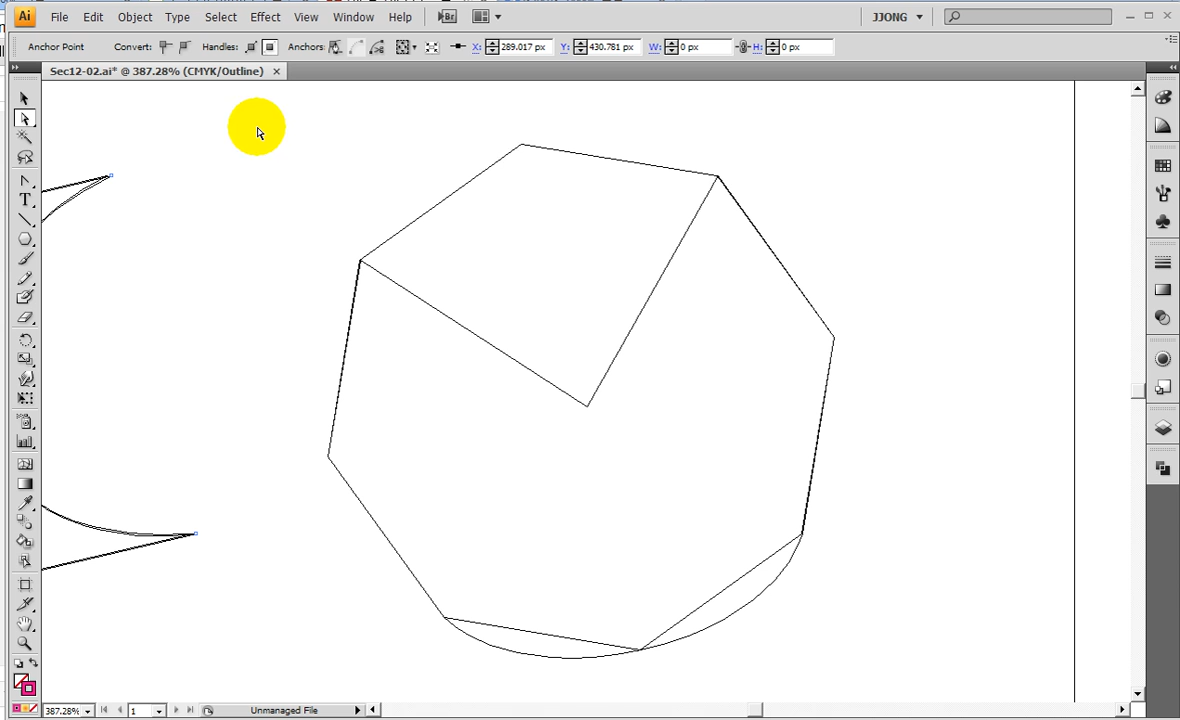 Ai File Edit Object Type Select Effect View Window Help Br JJONG
Anchor Point Convert: Handles: Anchors: X: 289.017 px Y: 430.781 px W: 0 px H: 0 px
Sec12-02.ai* @ 387.28% (CMYK/Outline)
T
387.28% 1 Unmanaged File